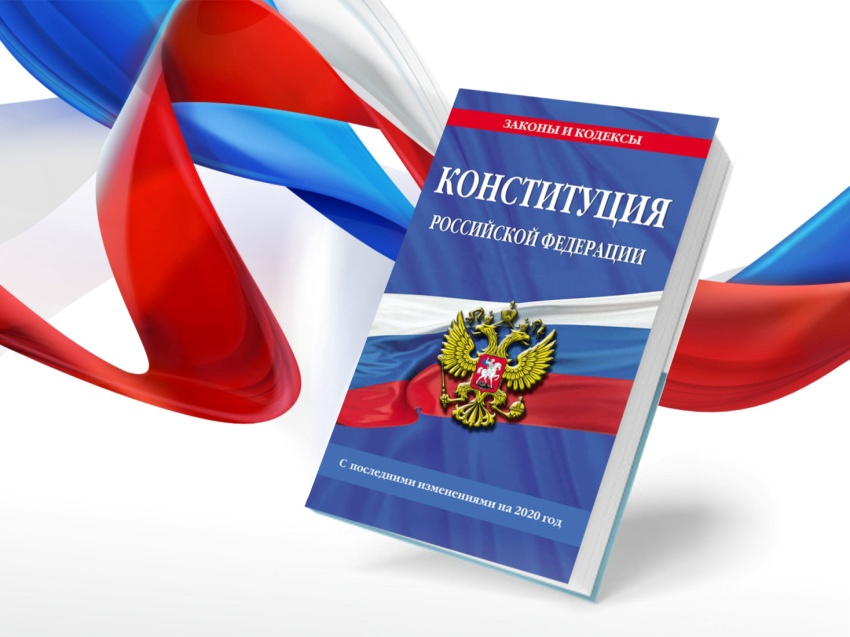 ЗАКОНЫ И КОДЕКСЫ
КОНСТИТУЦИЯ
РОССИЙСКОЙ ФЕДЕРАЦИИ
С последними изменениями на 2020 год